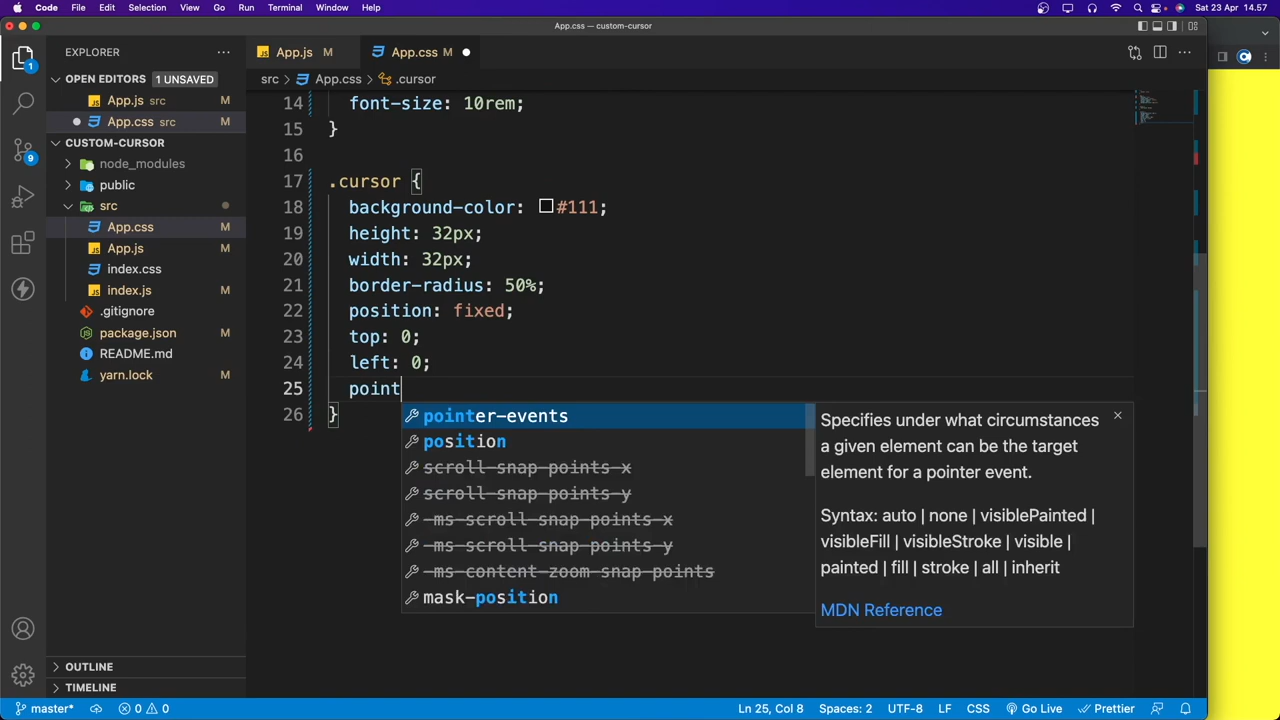 Code File Edit Selection View Go Run Terminal Window Help Sat 23 Apr 14.57
App.css — custom-cursor
EXPLORER
OPEN EDITORS 1 UNSAVED
App.js src M
App.css src M
CUSTOM-CURSOR
node_modules
public
src
App.css M
App.js M
index.css
index.js M
.gitignore
package.json M
README.md
yarn.lock M
OUTLINE
TIMELINE
1
9
App.js M App.css M
src > App.css > .cursor
14 font-size: 10rem;
15 }
16
17 .cursor {
18 background-color: #111;
19 height: 32px;
20 width: 32px;
21 border-radius: 50%;
22 position: fixed;
23 top: 0;
24 left: 0;
25 point
26 }
pointer-events
position
scroll-snap-points-x
scroll-snap-points-y
-ms-scroll-snap-points-x
-ms-scroll-snap-points-y
-ms-content-zoom-snap-points
mask-position
Specifies under what circumstances
a given element can be the target
element for a pointer event.
Syntax: auto | none | visiblePainted |
visibleFill | visibleStroke | visible |
painted | fill | stroke | all | inherit
MDN Reference
master* 0 0 Ln 25, Col 8 Spaces: 2 UTF-8 LF CSS Go Live Prettier